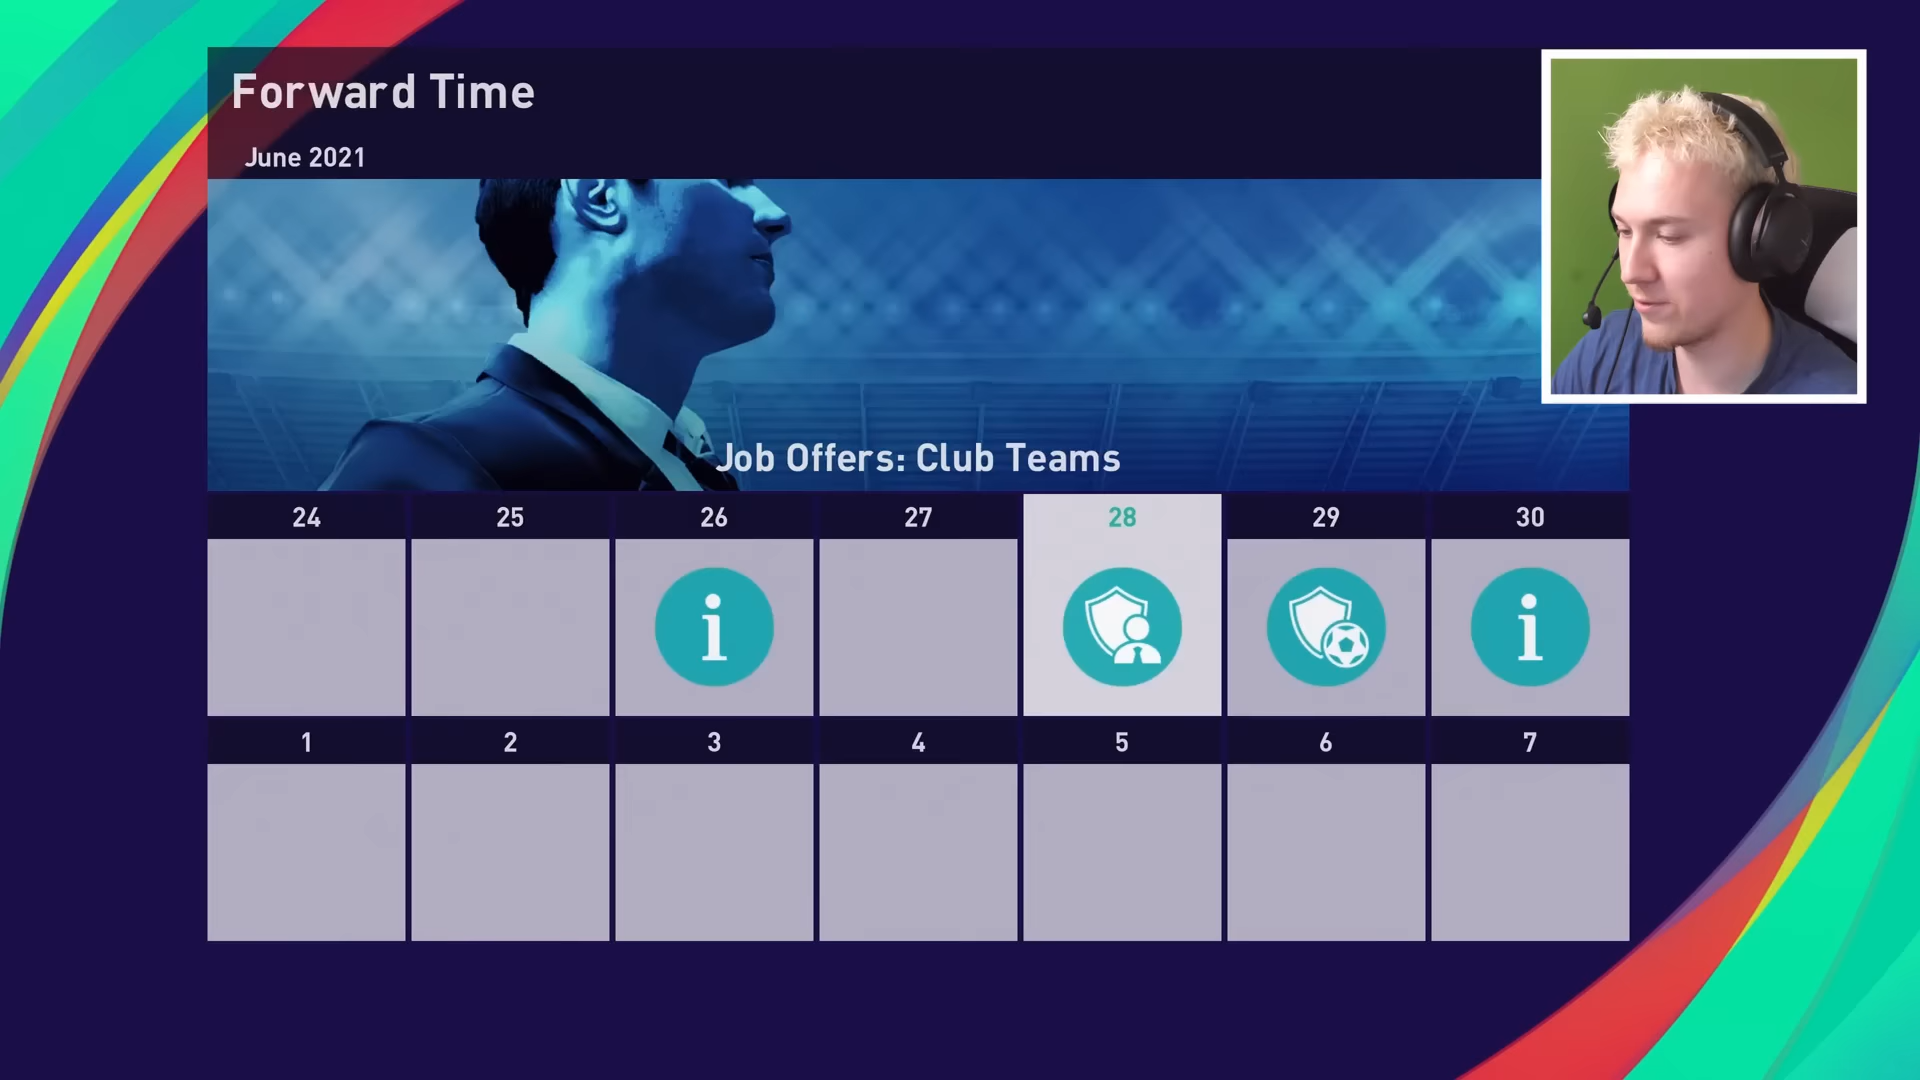 Forward Time
June 2021
Job Offers: Club Teams
24 25 26 27 28 29 30
i i
1 2 3 4 5 6 7